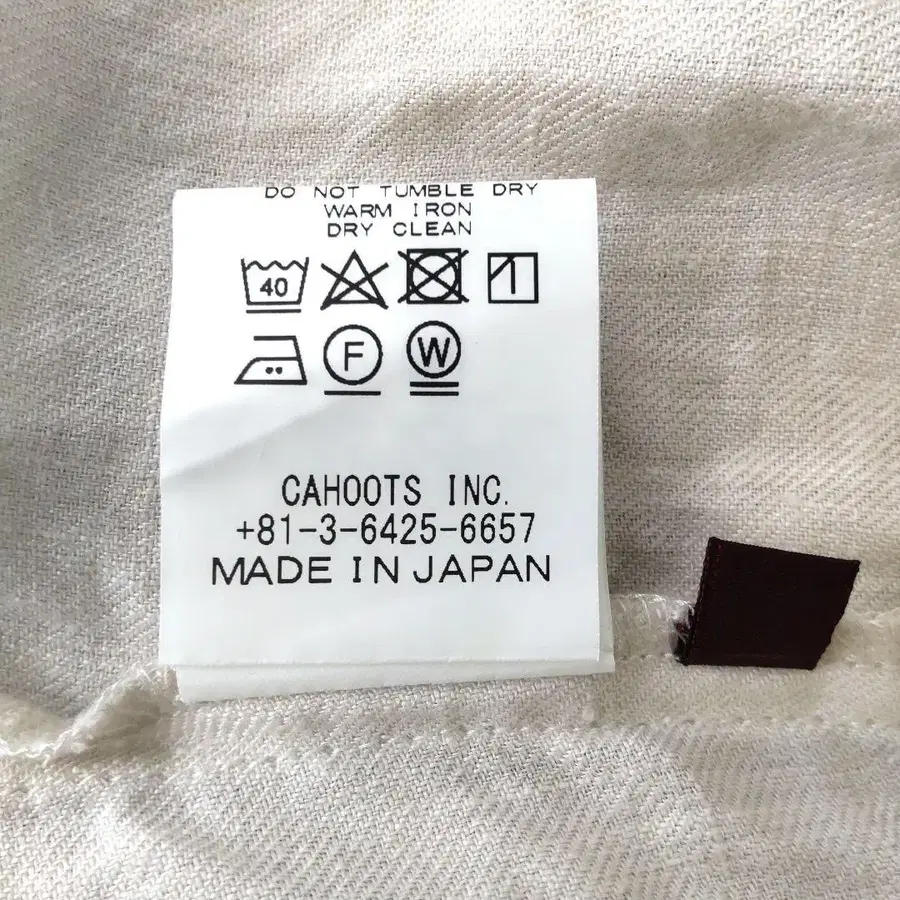 DO NOT TUMBLE DRY
WARM IRON
DRY CLEAN
40
F W
CAHOOTS INC.
+81-3-6425-6657
MADE IN JAPAN